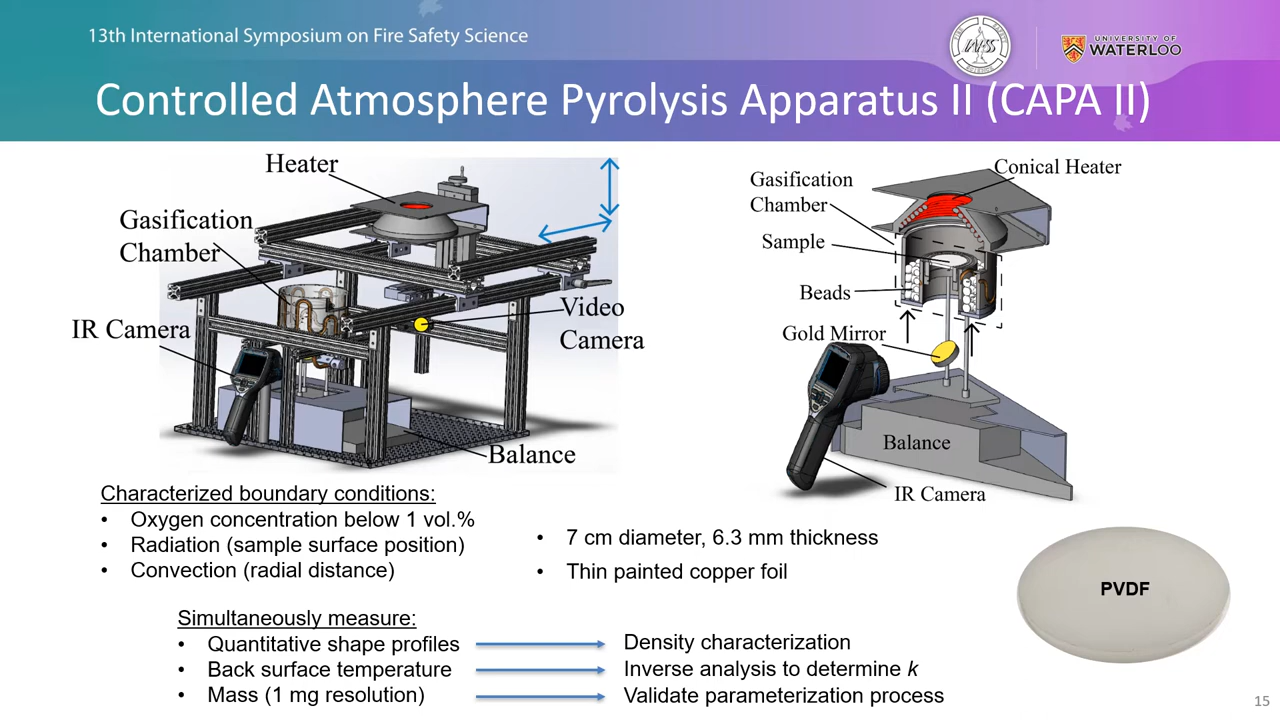 13th International Symposium on Fire Safety Science
UNIVERSITY OF
WATERLOO
Controlled Atmosphere Pyrolysis Apparatus II (CAPA II)
Heater
Gasification
Chamber
IR Camera
Video
Camera
Balance
Conical Heater
Gasification
Chamber
Sample
Beads
Gold Mirror
Balance
IR Camera
Characterized boundary conditions:
• Oxygen concentration below 1 vol.%
• Radiation (sample surface position)
• Convection (radial distance)
• 7 cm diameter, 6.3 mm thickness
• Thin painted copper foil
PVDF
Simultaneously measure:
• Quantitative shape profiles
Density characterization
• Back surface temperature
Inverse analysis to determine k
• Mass (1 mg resolution)
Validate parameterization process
15